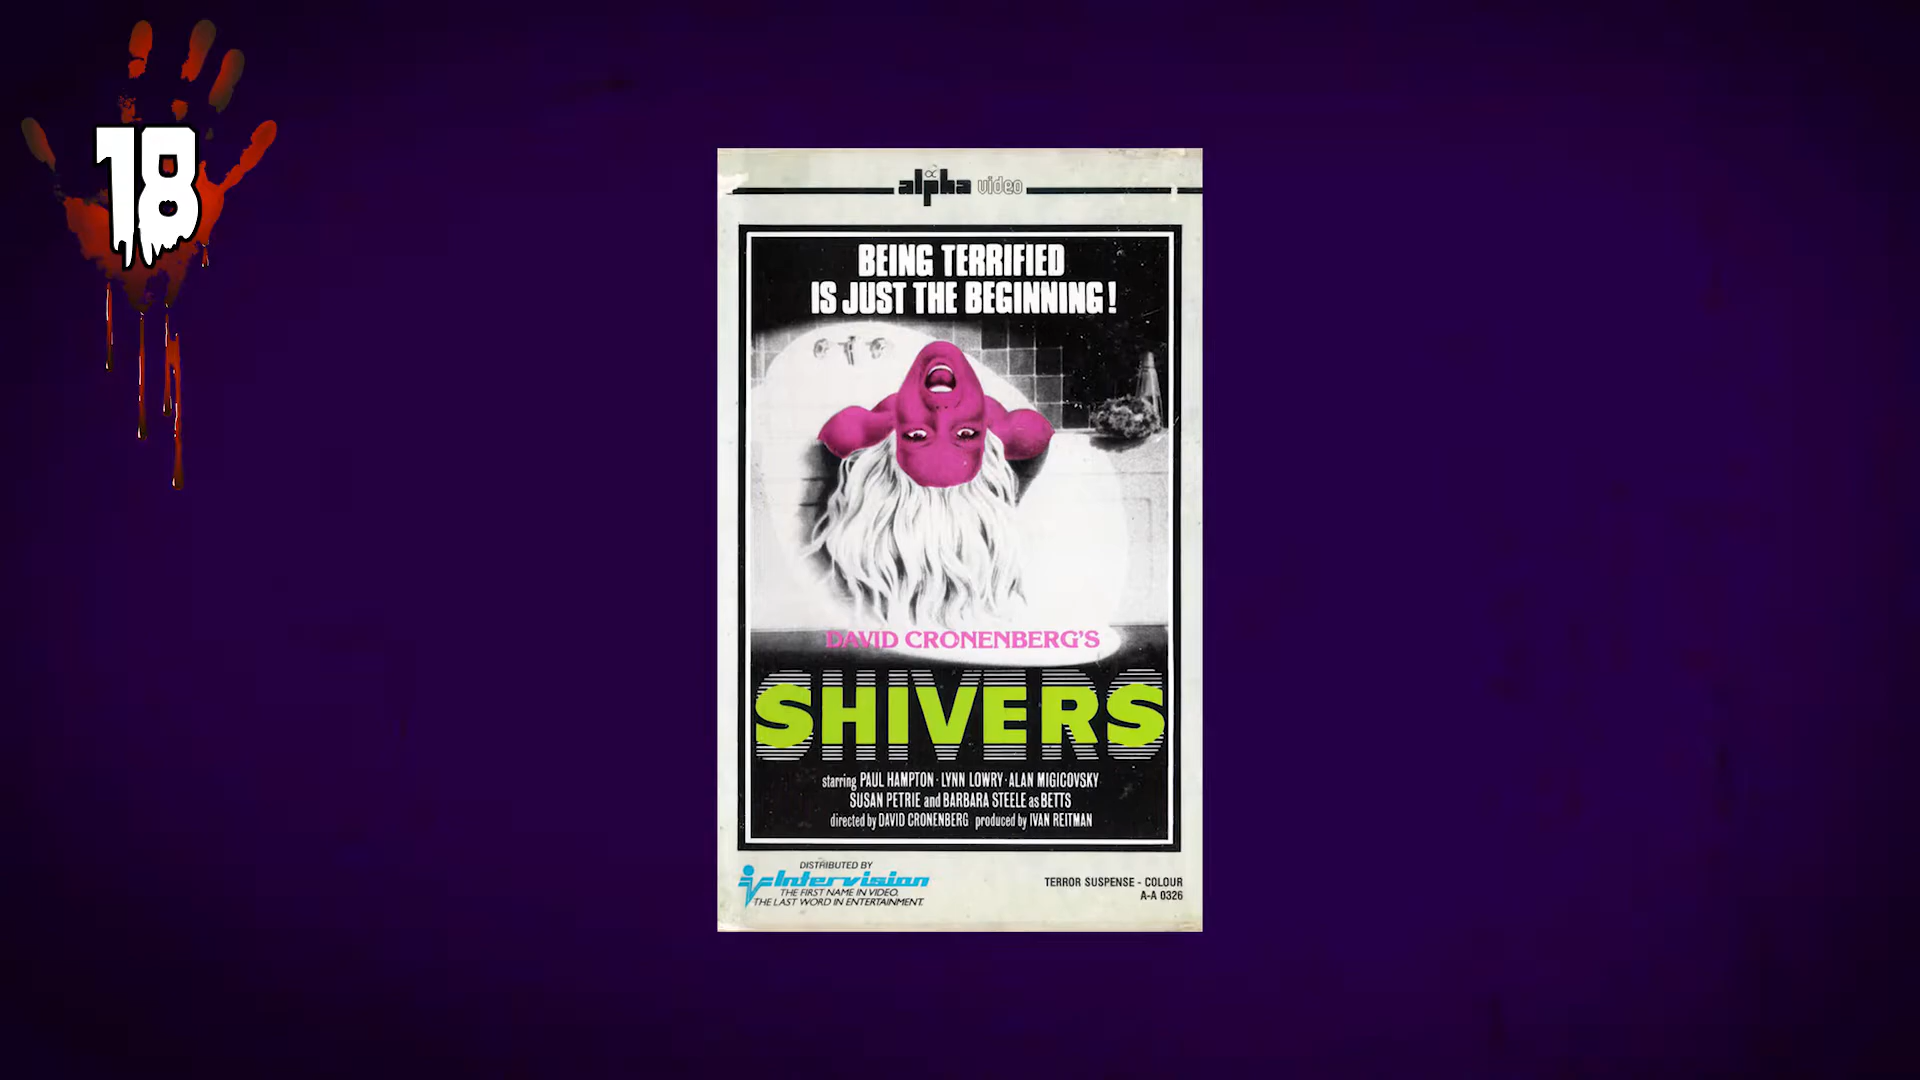 18
alpha video
BEING TERRIFIED
IS JUST THE BEGINNING!
DAVID CRONENBERG'S
SHIVERS
starring PAUL HAMPTON · LYNN LOWRY · ALAN MIGICOVSKY
SUSAN PETRIE and BARBARA STEELE as BETTS
directed by DAVID CRONENBERG produced by IVAN REITMAN
DISTRIBUTED BY
Intervision
THE FIRST NAME IN VIDEO.
THE LAST WORD IN ENTERTAINMENT.
TERROR SUSPENSE - COLOUR
A-A 0326